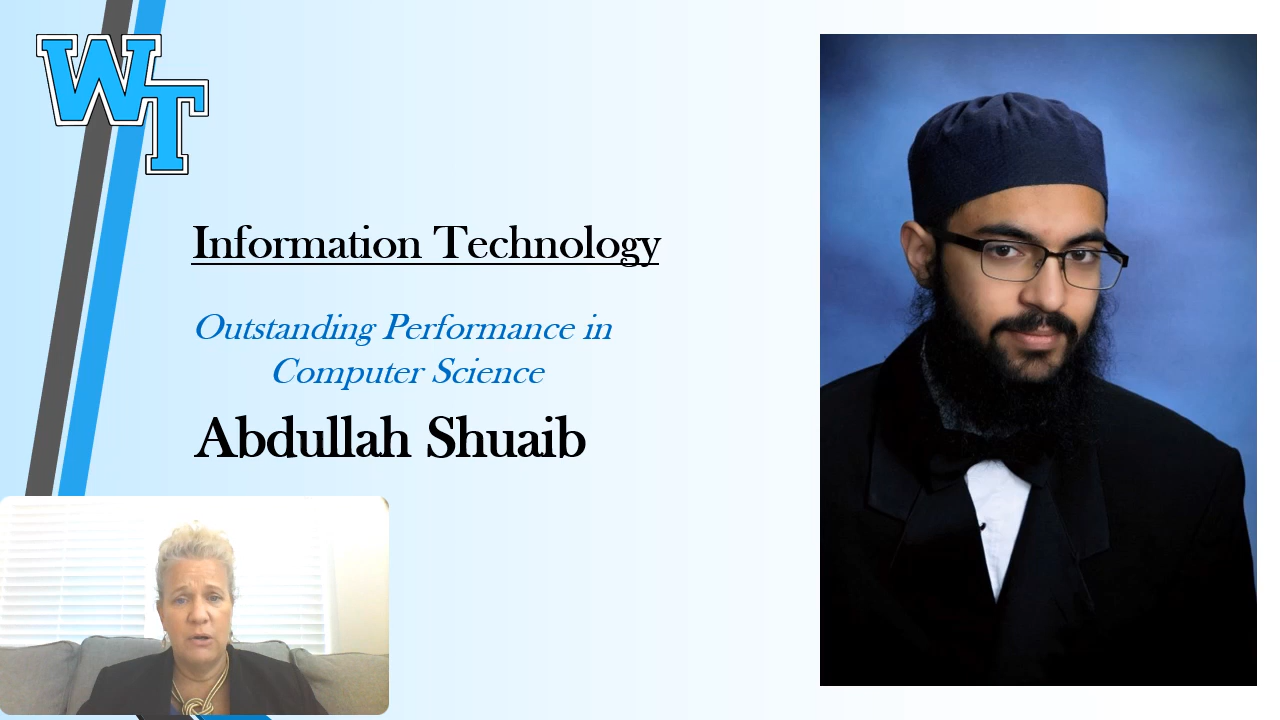 WT
Information Technology
Outstanding Performance in
Computer Science
Abdullah Shuaib